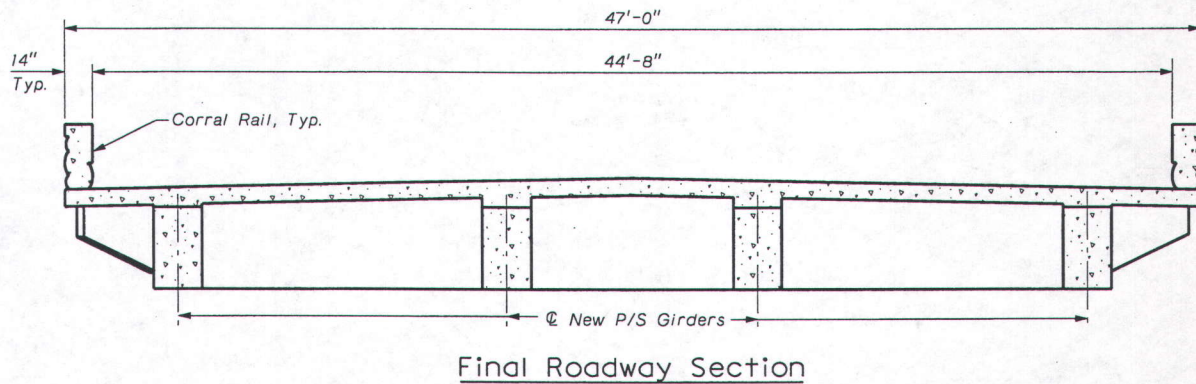 47'-0"
14"
Typ.
44'-8"
Corral Rail, Typ.
℄ New P/S Girders
Final Roadway Section